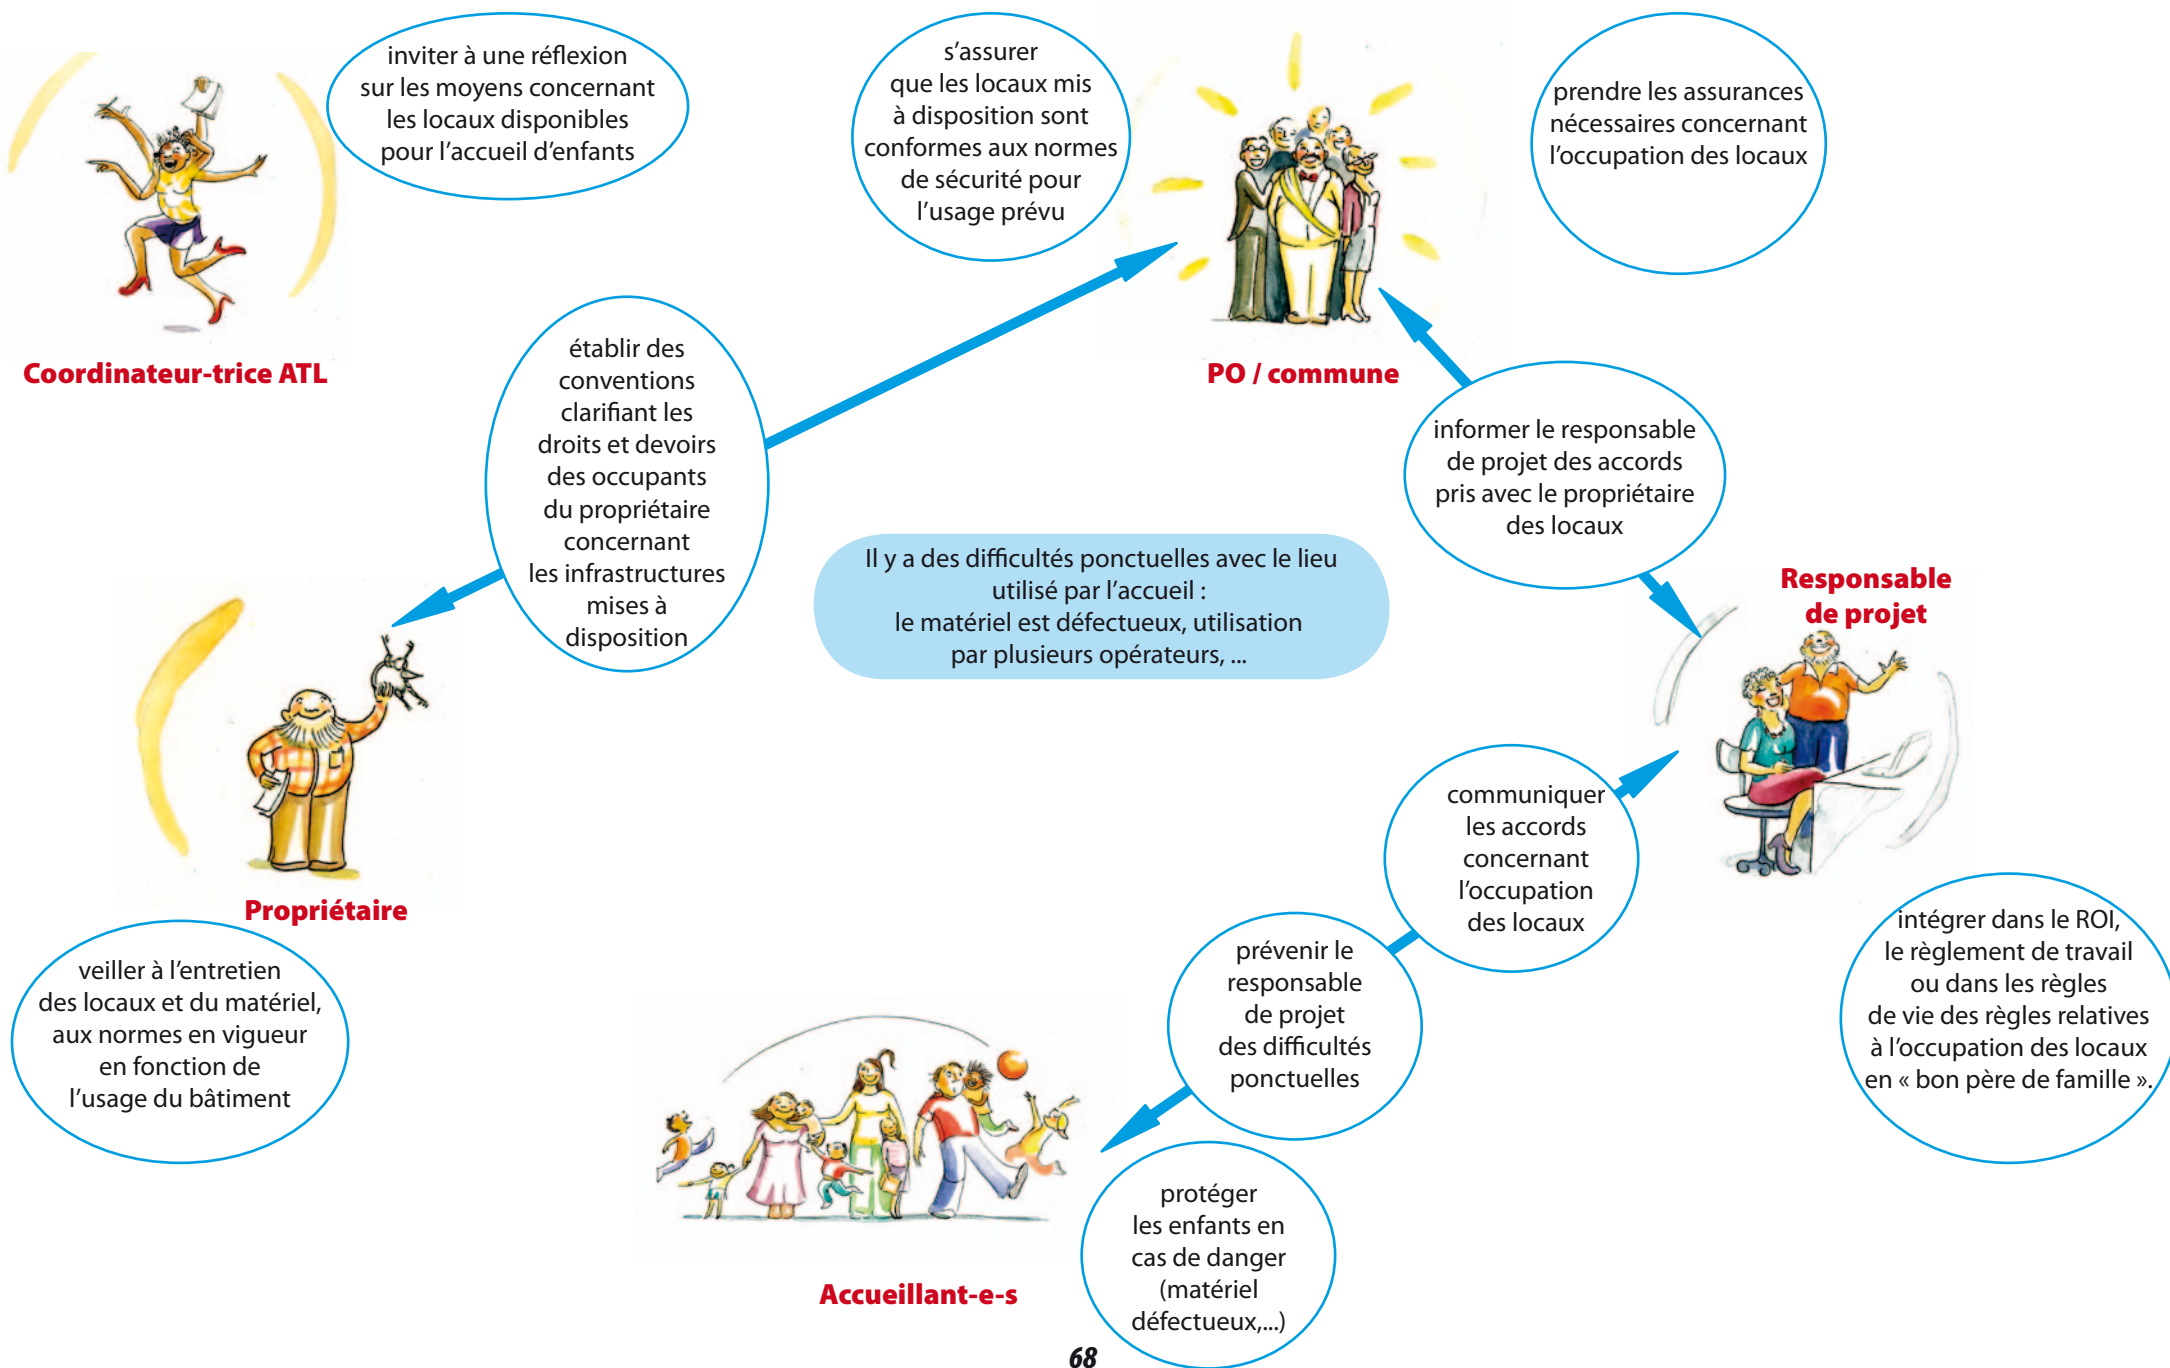 inviter à une réflexion
sur les moyens concernant
les locaux disponibles
pour l'accueil d'enfants
s'assurer
que les locaux mis
à disposition sont
conformes aux normes
de sécurité pour
l'usage prévu
prendre les assurances
nécessaires concernant
l'occupation des locaux
Coordinateur-trice ATL
PO / commune
établir des
conventions
clarifiant les
droits et devoirs
des occupants
du propriétaire
concernant
les infrastructures
mises à
disposition
informer le responsable
de projet des accords
pris avec le propriétaire
des locaux
Il y a des difficultés ponctuelles avec le lieu
utilisé par l'accueil :
le matériel est défectueux, utilisation
par plusieurs opérateurs, ...
Responsable
de projet
Propriétaire
veiller à l'entretien
des locaux et du matériel,
aux normes en vigueur
en fonction de
l'usage du bâtiment
communiquer
les accords
concernant
l'occupation
des locaux
intégrer dans le ROI,
le règlement de travail
ou dans les règles
de vie des règles relatives
à l'occupation des locaux
en « bon père de famille ».
prévenir le
responsable
de projet
des difficultés
ponctuelles
Accueillant-e-s
protéger
les enfants en
cas de danger
(matériel
défectueux,...)
68